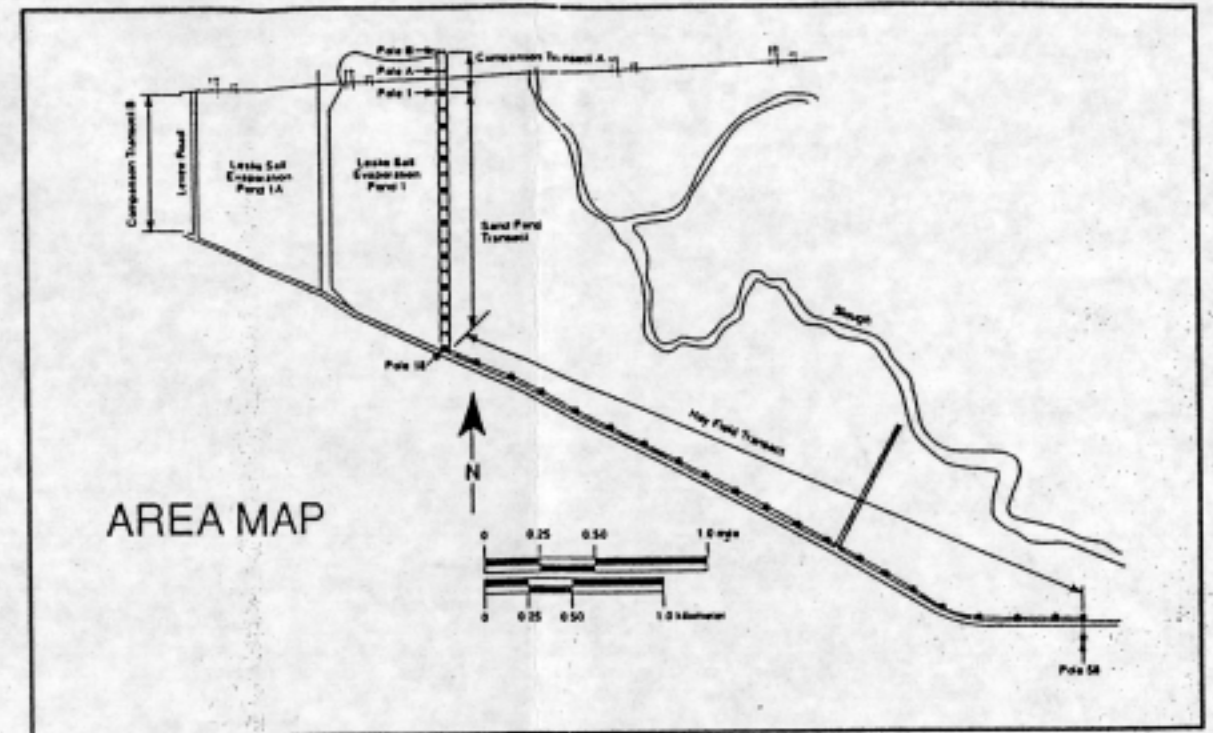 Pole B
Comparison Transect A
Pole A
Pole 1
Comparison Transect B
Levee Road
Leslie Salt
Evaporation
Pond 1A
Leslie Salt
Evaporation
Pond 1
Sand Pond
Transect
Slough
Pole 18
Hay Field Transect
N
AREA MAP
0 0.25 0.50 1.0 mile
0 0.25 0.50 1.0 kilometer
Pole 58